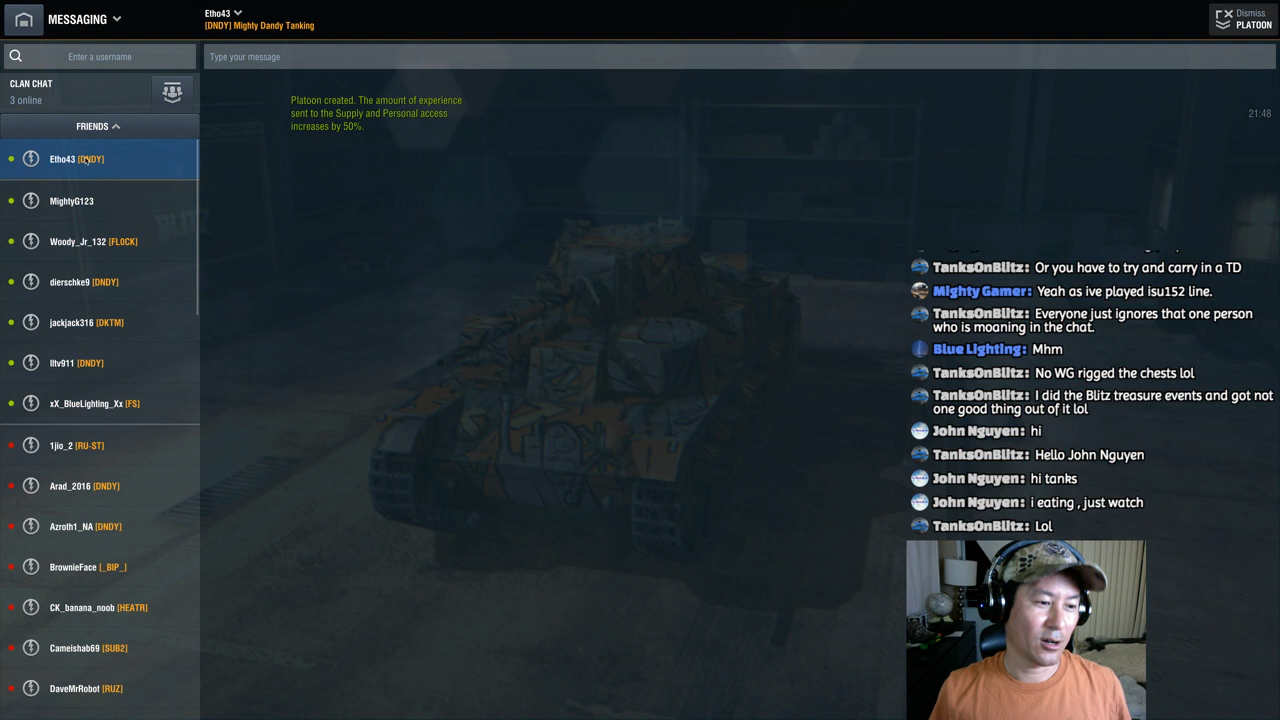 MESSAGING
Etho43
[DNDY] Mighty Dandy Tanking
Dismiss
PLATOON
Enter a username
Type your message
CLAN CHAT
3 online
FRIENDS
Platoon created. The amount of experience
sent to the Supply and Personal access
increases by 50%.
21:48
Etho43 [DNDY]
MightyG123
Woody_Jr_132 [FL0CK]
dierschke9 [DNDY]
jackjack316 [DKTM]
lltv911 [DNDY]
xX_BlueLighting_Xx [FS]
1jio_2 [RU-ST]
Arad_2016 [DNDY]
Azroth1_NA [DNDY]
BrownieFace [_BIP_]
CK_banana_noob [HEATR]
Cameishab69 [SUB2]
DaveMrRobot [RUZ]
TanksOnBlitz: Or you have to try and carry in a TD
Mighty Gamer: Yeah as ive played isu152 line.
TanksOnBlitz: Everyone just ignores that one person
who is moaning in the chat.
Blue Lighting: Mhm
TanksOnBlitz: No WG rigged the chests lol
TanksOnBlitz: I did the Blitz treasure events and got not
one good thing out of it lol
John Nguyen: hi
TanksOnBlitz: Hello John Nguyen
John Nguyen: hi tanks
John Nguyen: i eating , just watch
TanksOnBlitz: Lol